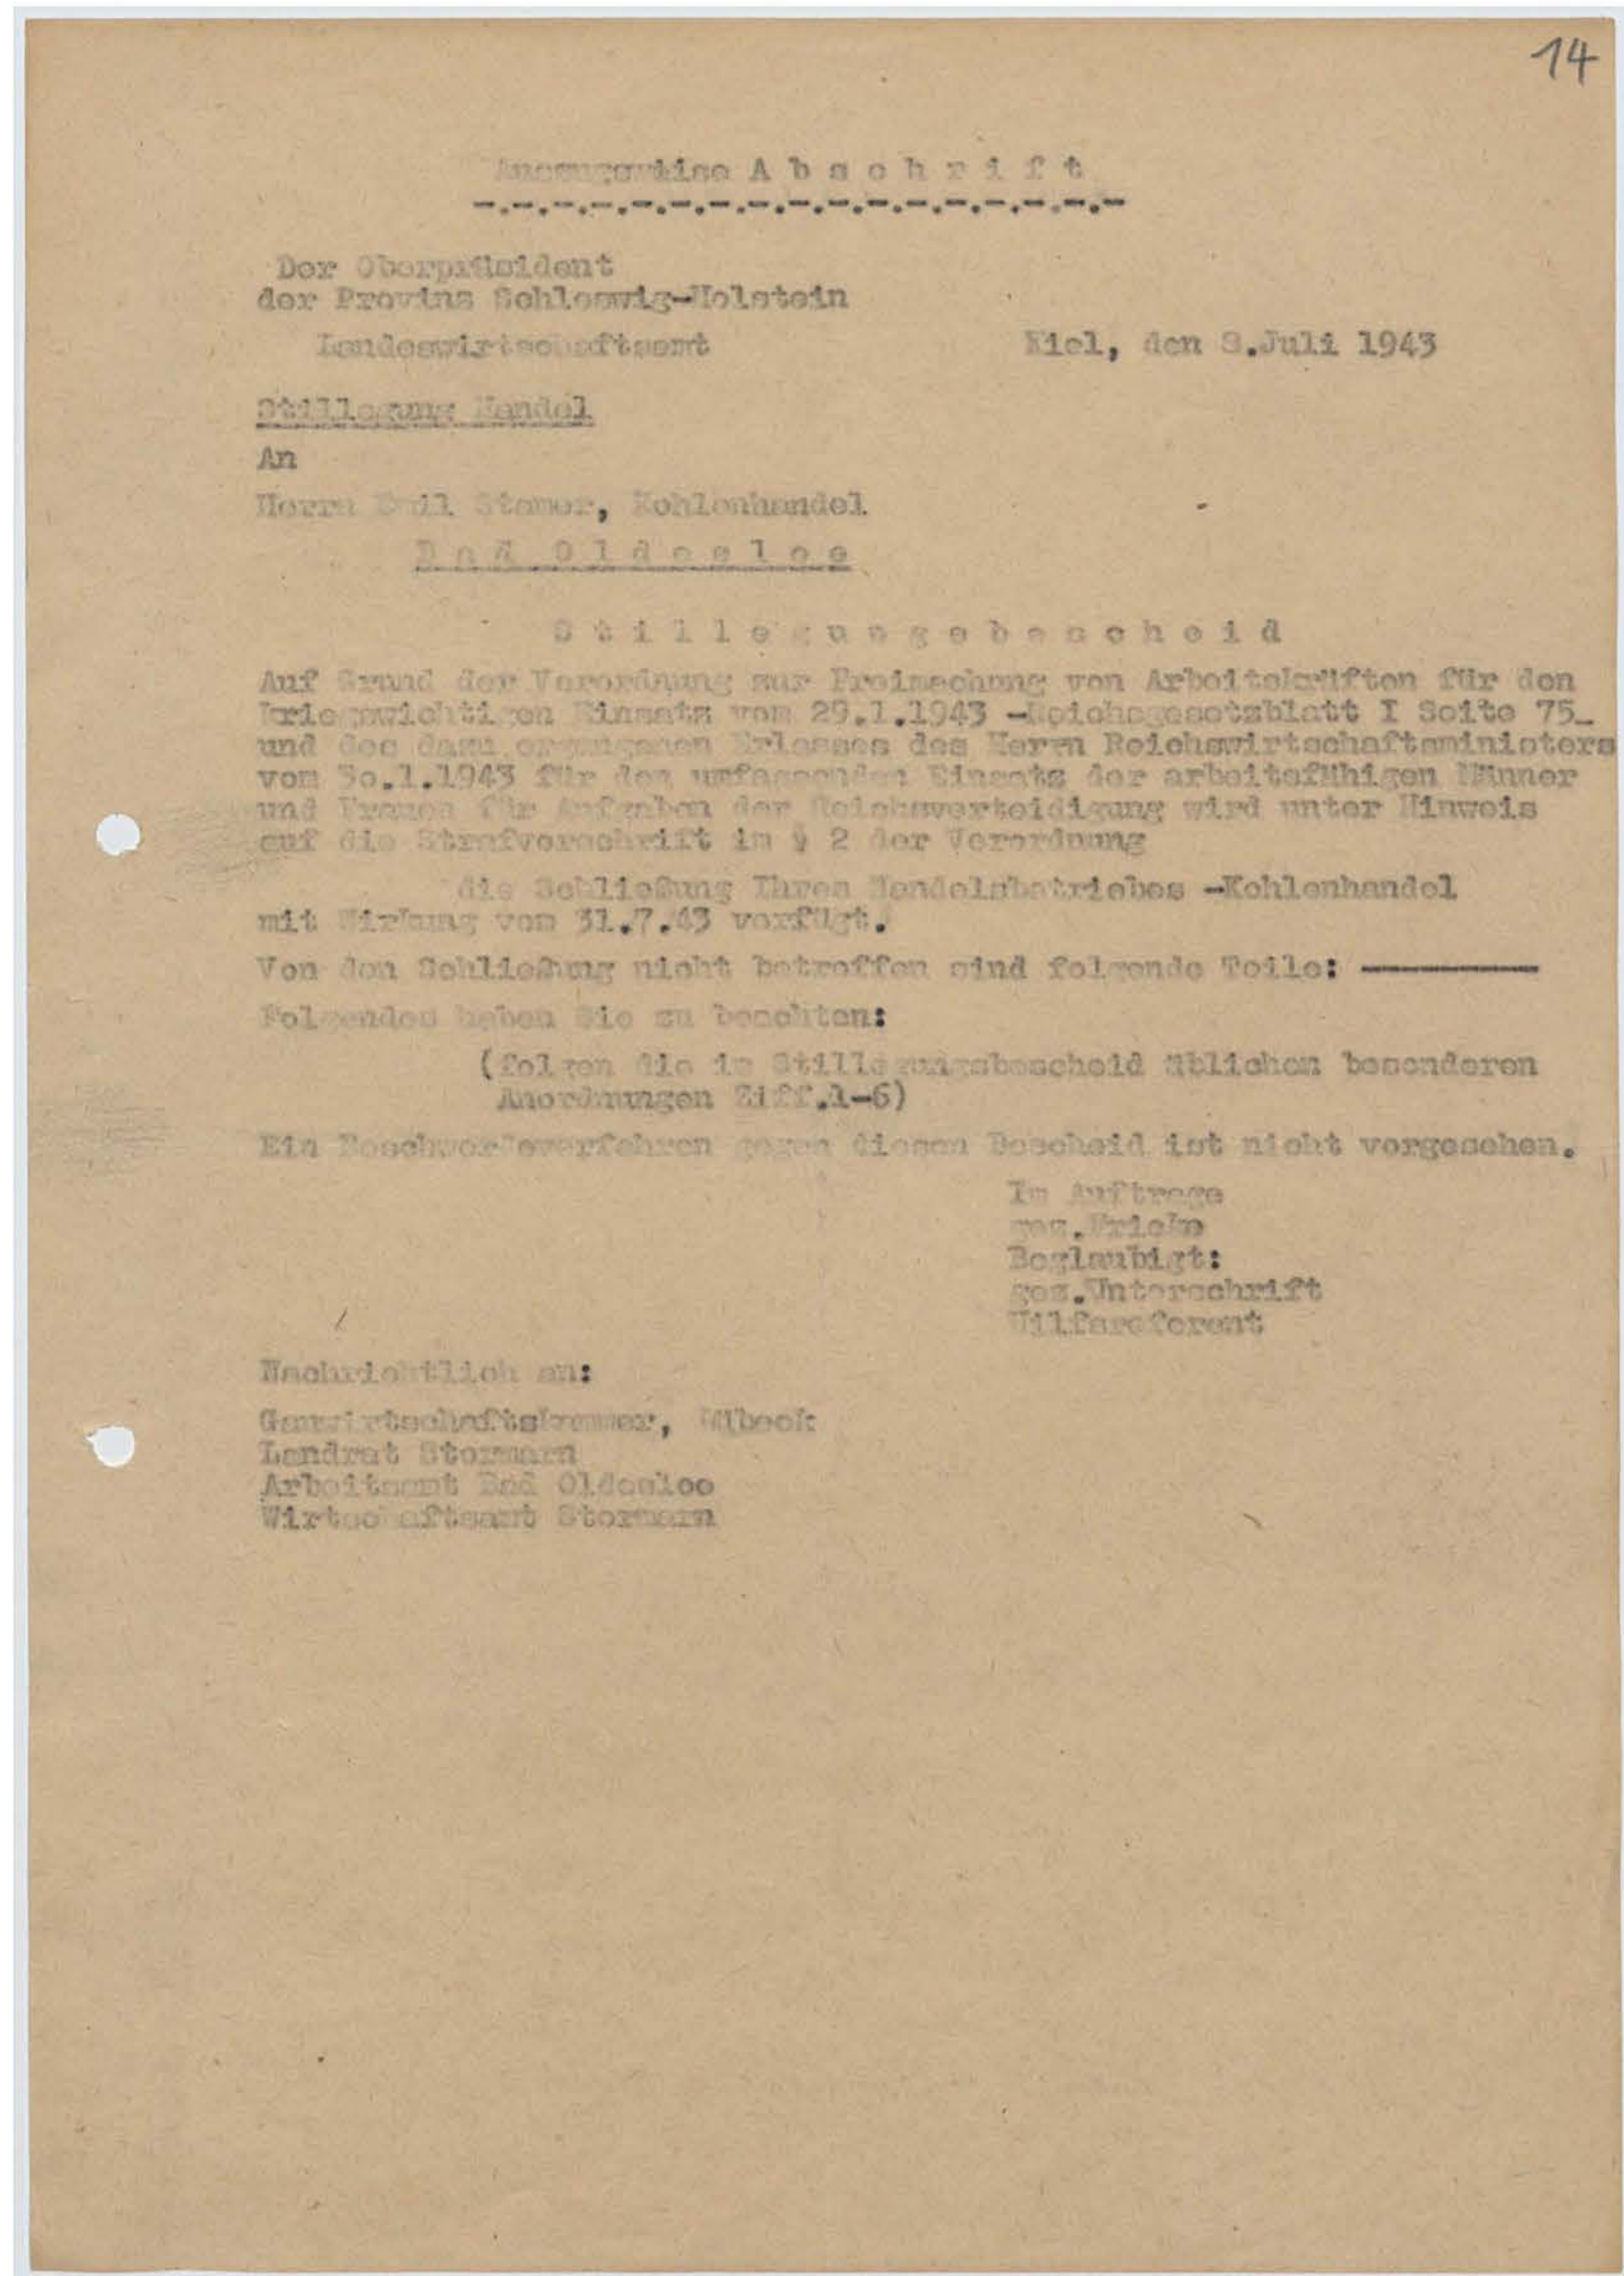 14
Auszugsweise A b s c h r i f t
-.-.-.-.-.-.-.-.-.-.-.-.-.-.-.-.-
Der Oberpräsident
der Provinz Schleswig-Holstein
Landeswirtschaftsamt
Kiel, den 8.Juli 1943
Stillegung Handel
An
Herrn Emil Stamer, Kohlenhandel
B a d O l d e s l o e
S t i l l e g u n g s b e s c h e i d
Auf Grund der Verordnung zur Freimachung von Arbeitskräften für den
kriegswichtigen Einsatz vom 29.1.1943 -Reichsgesetzblatt I Seite 75_
und des dazu ergangenen Erlasses des Herrn Reichswirtschaftsministers
vom 3o.1.1943 für den umfassenden Einsatz der arbeitsfähigen Männer
und Frauen für Aufgaben der Reichsverteidigung wird unter Hinweis
auf die Strafvorschrift im § 2 der Verordnung
die Schließung Ihres Handelsbetriebes -Kohlenhandel
mit Wirkung vom 31.7.43 verfügt.
Von den Schließung nicht betroffen sind folgende Teile: ————
Folgendes haben Sie zu beachten:
(folgen die im Stillegungsbescheid üblichen besonderen
Anordnungen Ziff.1-6)
Ein Beschwerdeverfahren gegen diesen Bescheid ist nicht vorgesehen.
Im Auftrage
gez.Fricke
Beglaubigt:
gez.Unterschrift
Hilfsreferent
Nachrichtlich an:
Gauwirtschaftskammer, Lübeck
Landrat Stormarn
Arbeitsamt Bad Oldesloe
Wirtschaftsamt Stormarn